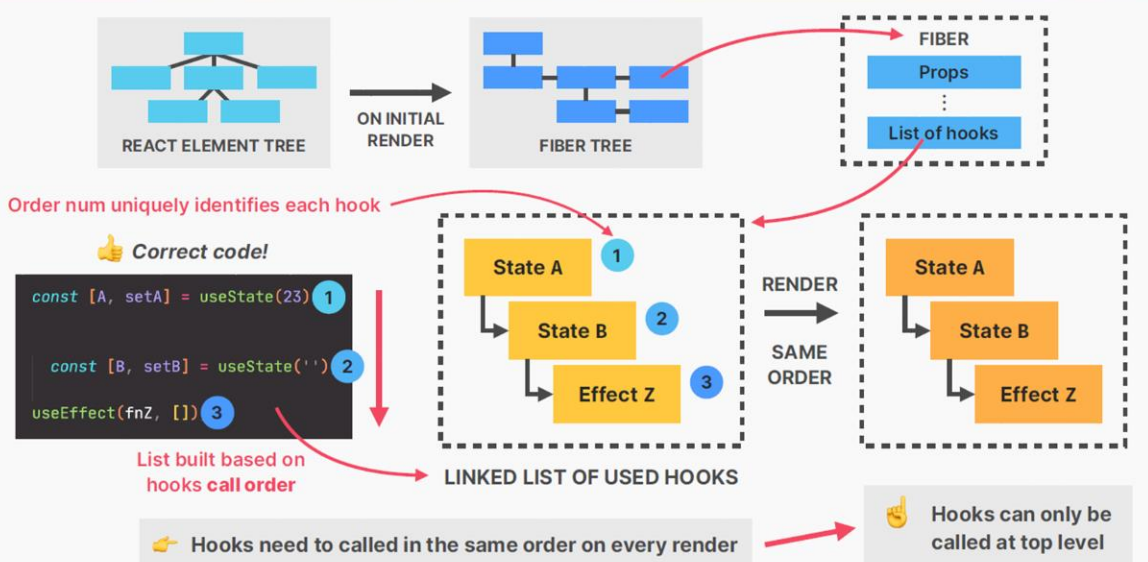 REACT ELEMENT TREE
ON INITIAL
RENDER
FIBER TREE
FIBER
Props
List of hooks
Order num uniquely identifies each hook
Correct code!
const [A, setA] = useState(23) 1
const [B, setB] = useState('') 2
useEffect(fnZ, []) 3
List built based on
hooks call order
State A 1
State B 2
Effect Z 3
LINKED LIST OF USED HOOKS
RENDER
SAME
ORDER
State A
State B
Effect Z
Hooks need to called in the same order on every render
Hooks can only be
called at top level